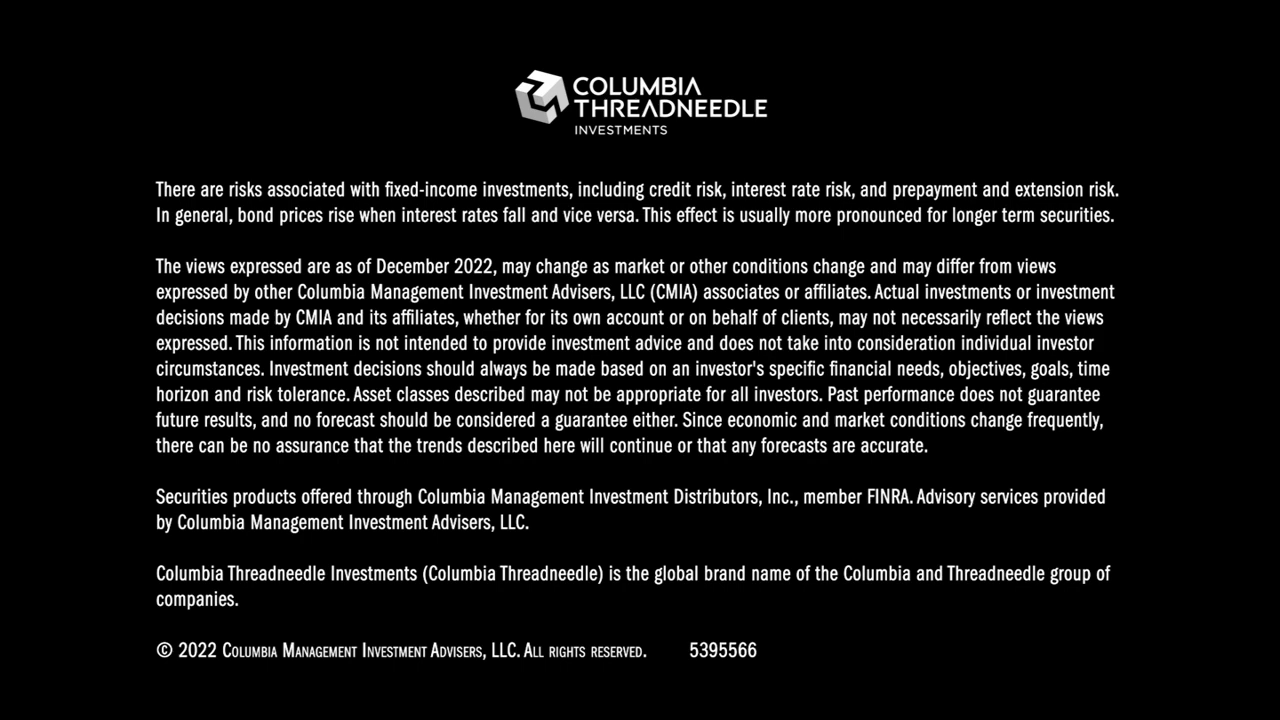 COLUMBIA
THREADNEEDLE
INVESTMENTS
There are risks associated with fixed-income investments, including credit risk, interest rate risk, and prepayment and extension risk.
In general, bond prices rise when interest rates fall and vice versa. This effect is usually more pronounced for longer term securities.
The views expressed are as of December 2022, may change as market or other conditions change and may differ from views
expressed by other Columbia Management Investment Advisers, LLC (CMIA) associates or affiliates. Actual investments or investment
decisions made by CMIA and its affiliates, whether for its own account or on behalf of clients, may not necessarily reflect the views
expressed. This information is not intended to provide investment advice and does not take into consideration individual investor
circumstances. Investment decisions should always be made based on an investor's specific financial needs, objectives, goals, time
horizon and risk tolerance. Asset classes described may not be appropriate for all investors. Past performance does not guarantee
future results, and no forecast should be considered a guarantee either. Since economic and market conditions change frequently,
there can be no assurance that the trends described here will continue or that any forecasts are accurate.
Securities products offered through Columbia Management Investment Distributors, Inc., member FINRA. Advisory services provided
by Columbia Management Investment Advisers, LLC.
Columbia Threadneedle Investments (Columbia Threadneedle) is the global brand name of the Columbia and Threadneedle group of
companies.
© 2022 Columbia Management Investment Advisers, LLC. All rights reserved. 5395566